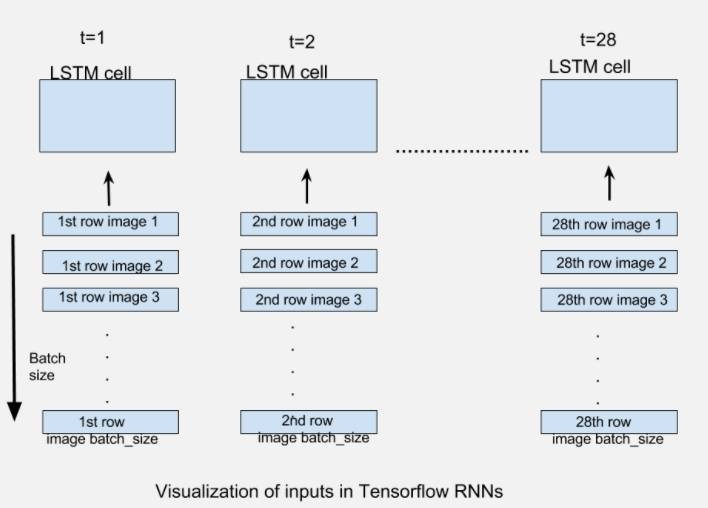 t=1
LSTM cell
1st row image 1
1st row image 2
1st row image 3
1st row
image batch_size
t=2
LSTM cell
2nd row image 1
2nd row image 2
2nd row image 3
2nd row
image batch_size
t=28
LSTM cell
28th row image 1
28th row image 2
28th row image 3
28th row
image batch_size
Batch
size
Visualization of inputs in Tensorflow RNNs